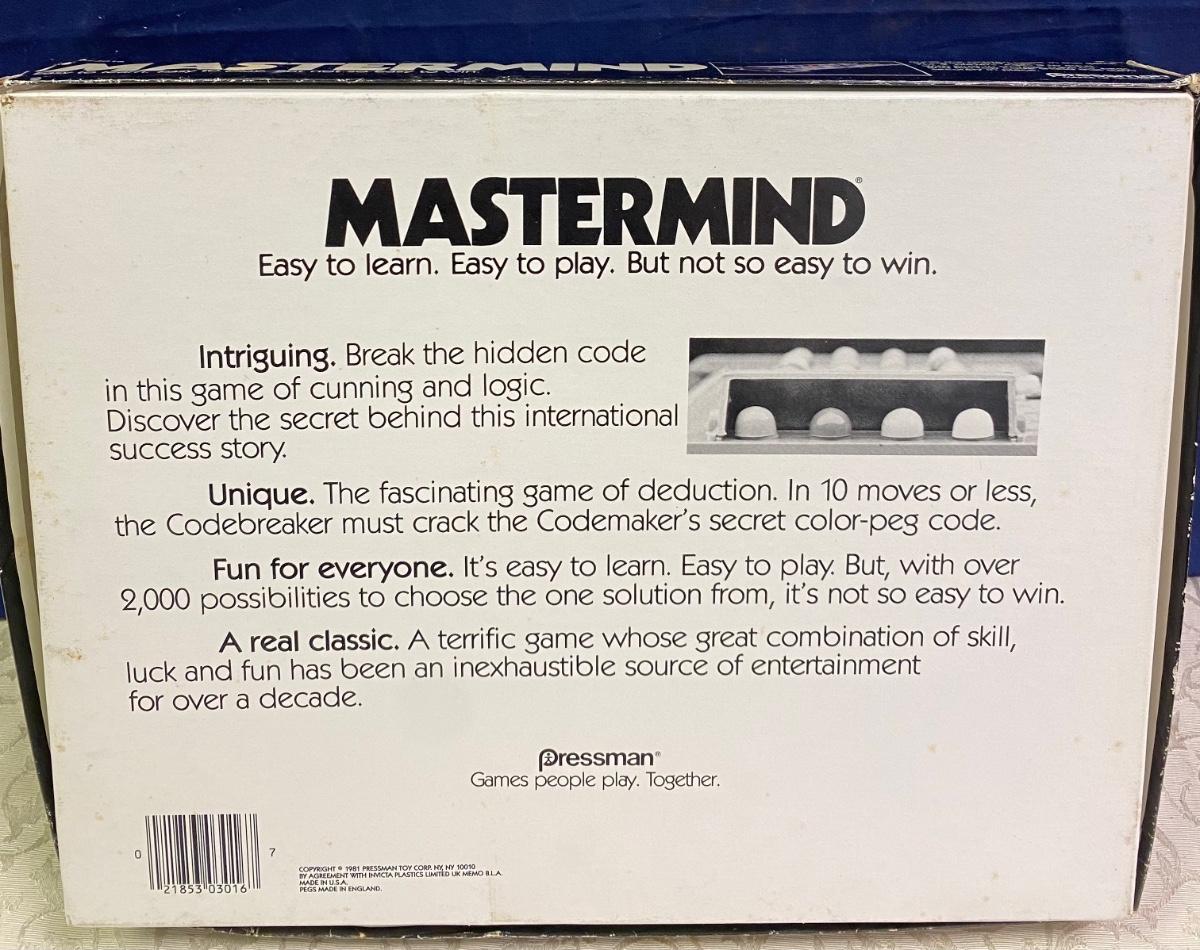 MASTERMIND
MASTERMIND®
Easy to learn. Easy to play. But not so easy to win.
Intriguing. Break the hidden code
in this game of cunning and logic.
Discover the secret behind this international
success story.
Unique. The fascinating game of deduction. In 10 moves or less,
the Codebreaker must crack the Codemaker's secret color-peg code.
Fun for everyone. It's easy to learn. Easy to play. But, with over
2,000 possibilities to choose the one solution from, it's not so easy to win.
A real classic. A terrific game whose great combination of skill,
luck and fun has been an inexhaustible source of entertainment
for over a decade.
Pressman®
Games people play. Together.
0 21853 03016 7
COPYRIGHT © 1981 PRESSMAN TOY CORP. NY, NY 10010
BY AGREEMENT WITH INVICTA PLASTICS LIMITED UK MEMO B.L.A.
MADE IN U.S.A.
PEGS MADE IN ENGLAND.